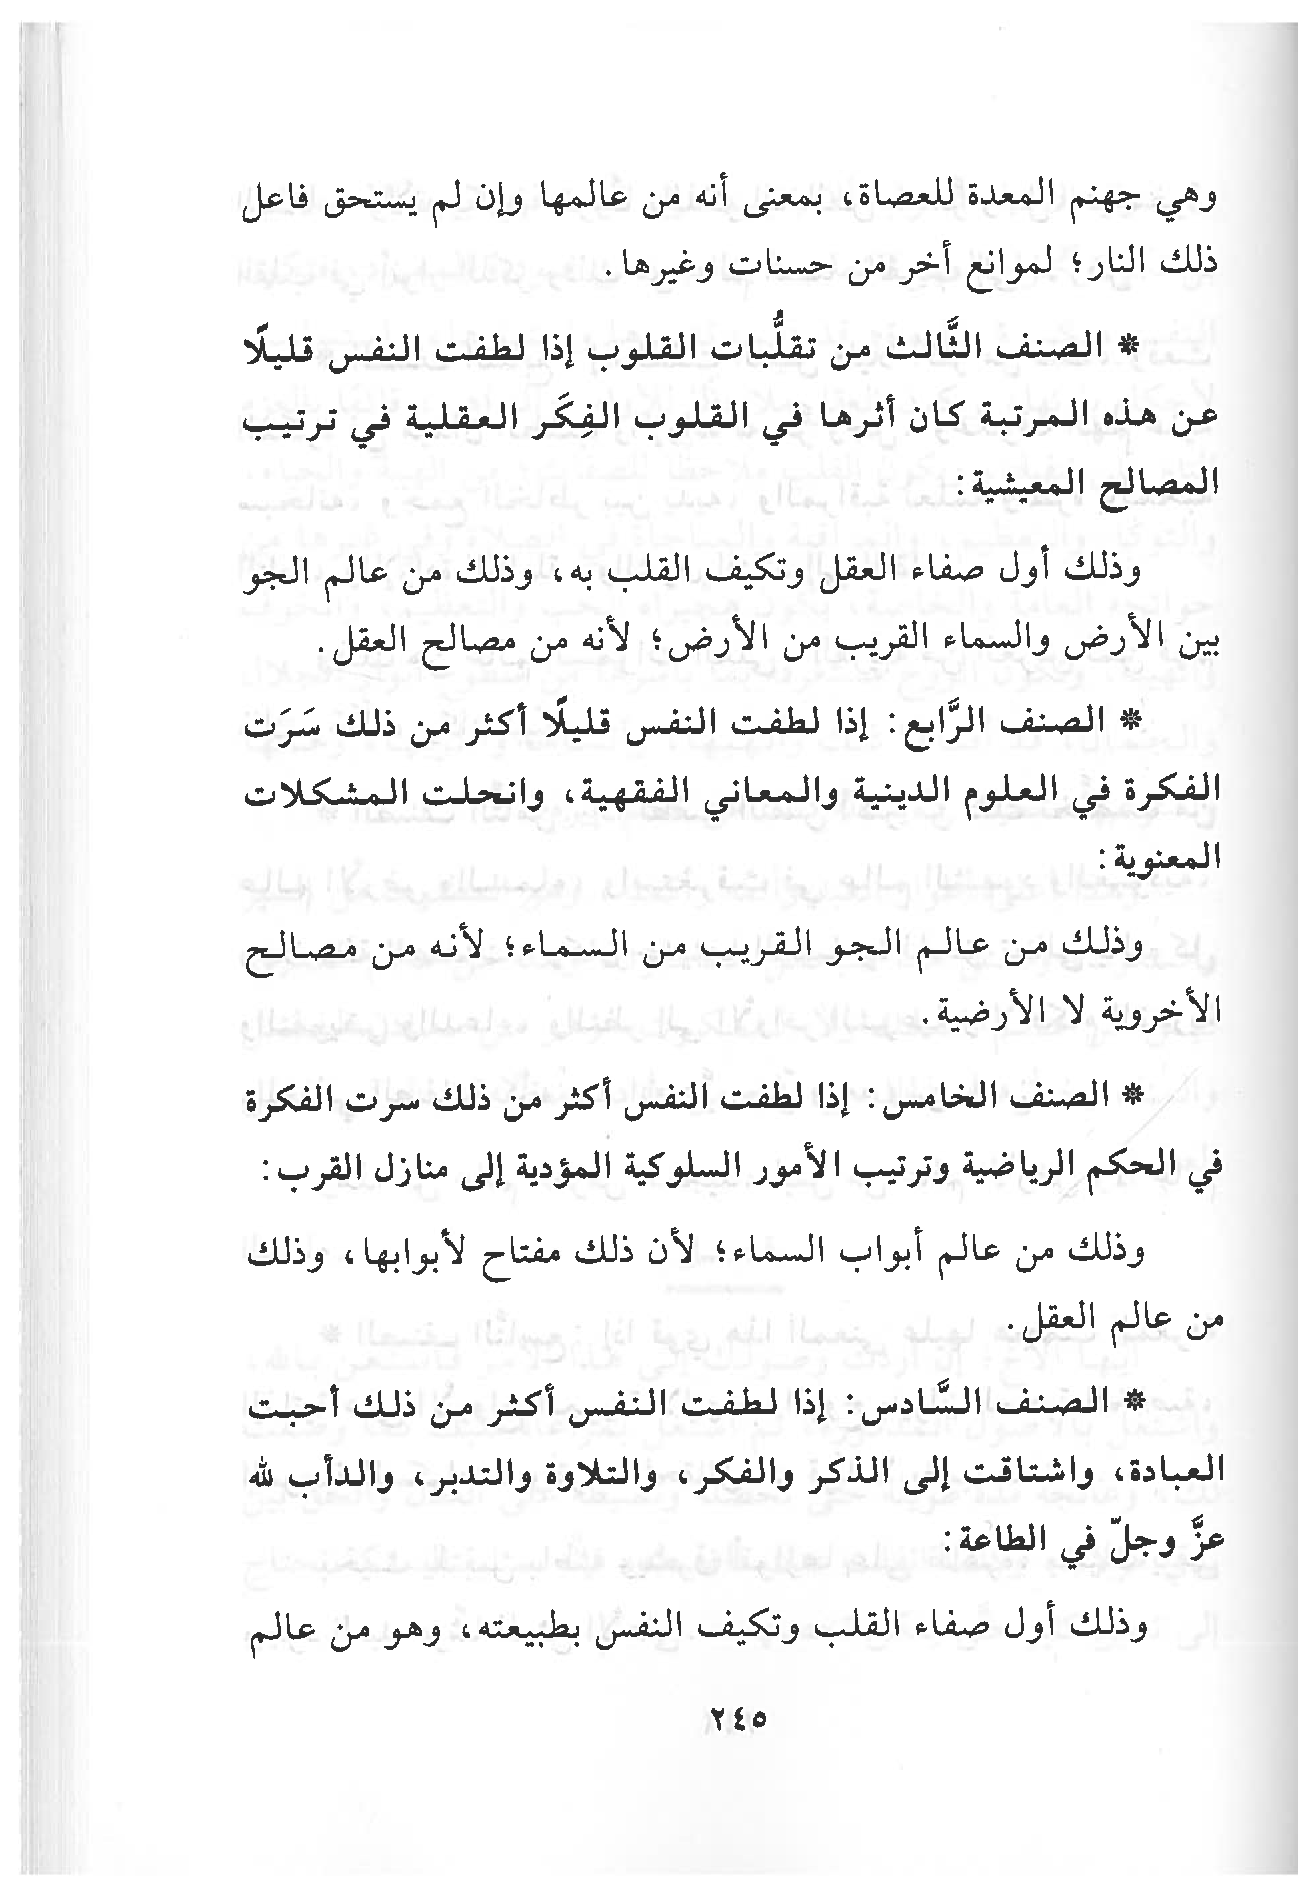 وهي جهنم المعدة للعصاة، بمعنى أنه من عالمها وإن لم يستحق فاعل
ذلك النار؛ لموانع أخر من حسنات وغيرها.
* الصنف الثَّالث من تقلُّبات القلوب إذا لطفت النفس قليلًا
عن هذه المرتبة كان أثرها في القلوب الفِكَر العقلية في ترتيب
المصالح المعيشية:
وذلك أول صفاء العقل وتكيف القلب به، وذلك من عالم الجو
بين الأرض والسماء القريب من الأرض؛ لأنه من مصالح العقل.
* الصنف الرَّابع: إذا لطفت النفس قليلًا أكثر من ذلك سَرَت
الفكرة في العلوم الدينية والمعاني الفقهية، وانحلت المشكلات
المعنوية:
وذلك من عالم الجو القريب من السماء؛ لأنه من مصالح
الأخروية لا الأرضية.
* الصنف الخامس: إذا لطفت النفس أكثر من ذلك سرت الفكرة
في الحكم الرياضية وترتيب الأمور السلوكية المؤدية إلى منازل القرب:
وذلك من عالم أبواب السماء؛ لأن ذلك مفتاح لأبوابها، وذلك
من عالم العقل.
* الصنف السَّادس: إذا لطفت النفس أكثر من ذلك أحبت
العبادة، واشتاقت إلى الذكر والفكر، والتلاوة والتدبر، والدأب لله
عزَّ وجلّ في الطاعة:
وذلك أول صفاء القلب وتكيف النفس بطبيعته، وهو من عالم
٢٤٥